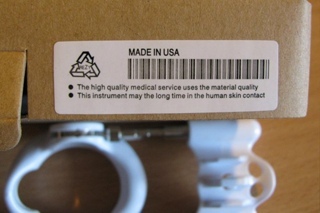 MADE IN USA
The high quality medical service uses the material quality
This instrument may the long time in the human skin contact